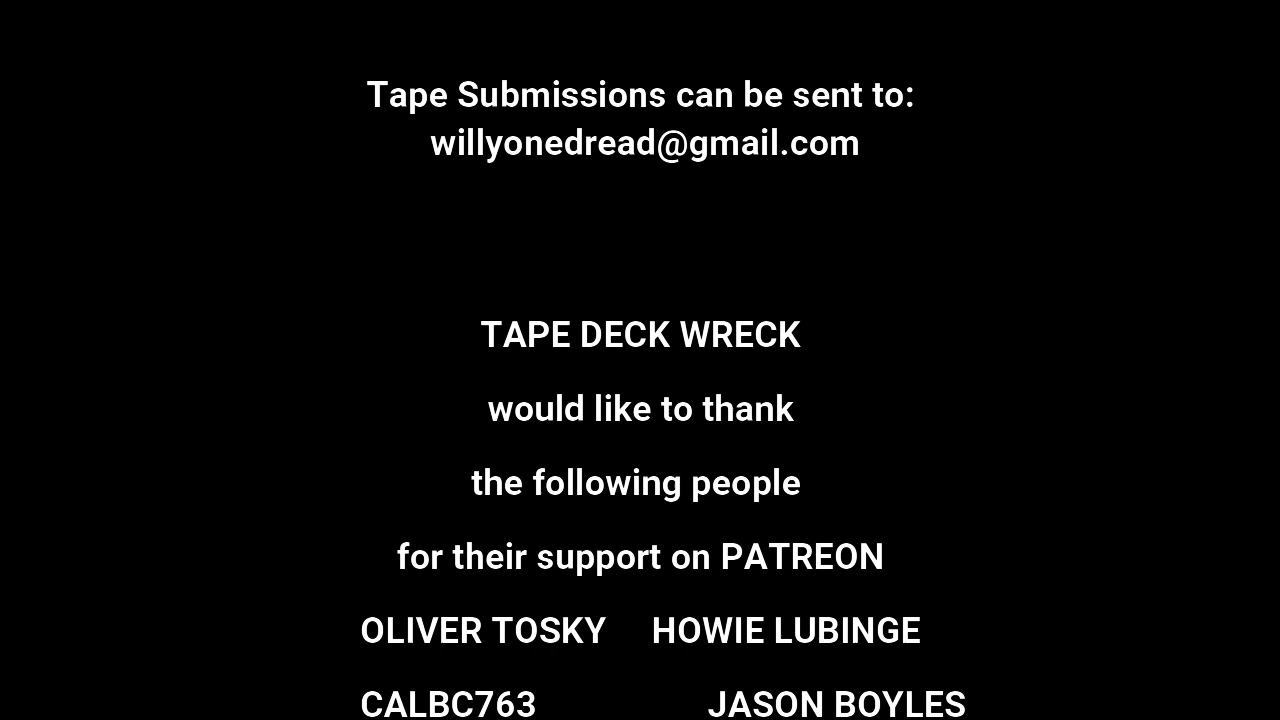 Tape Submissions can be sent to:
willyonedread@gmail.com
TAPE DECK WRECK
would like to thank
the following people
for their support on PATREON
OLIVER TOSKY HOWIE LUBINGE
CALBC763 JASON BOYLES